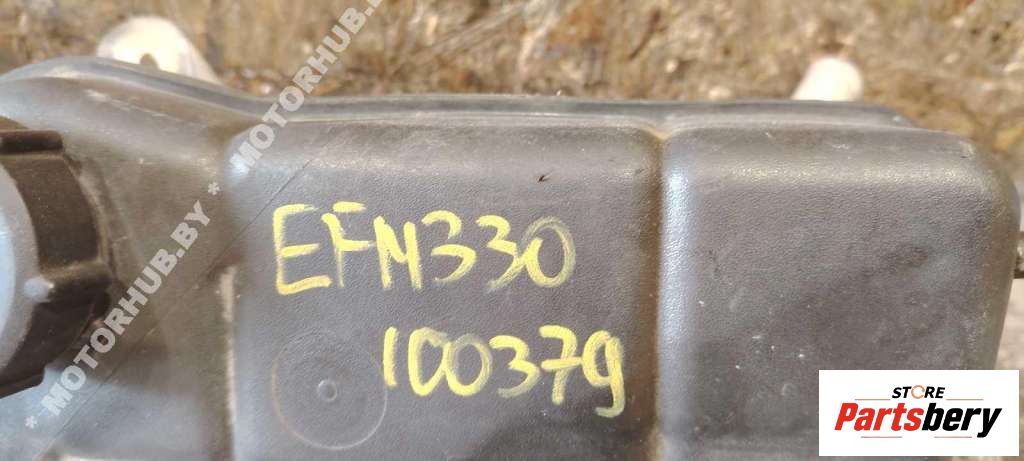 * MOTORHUB.BY * MOTORHUB.BY
EFM330
100379
STORE
Partsbery